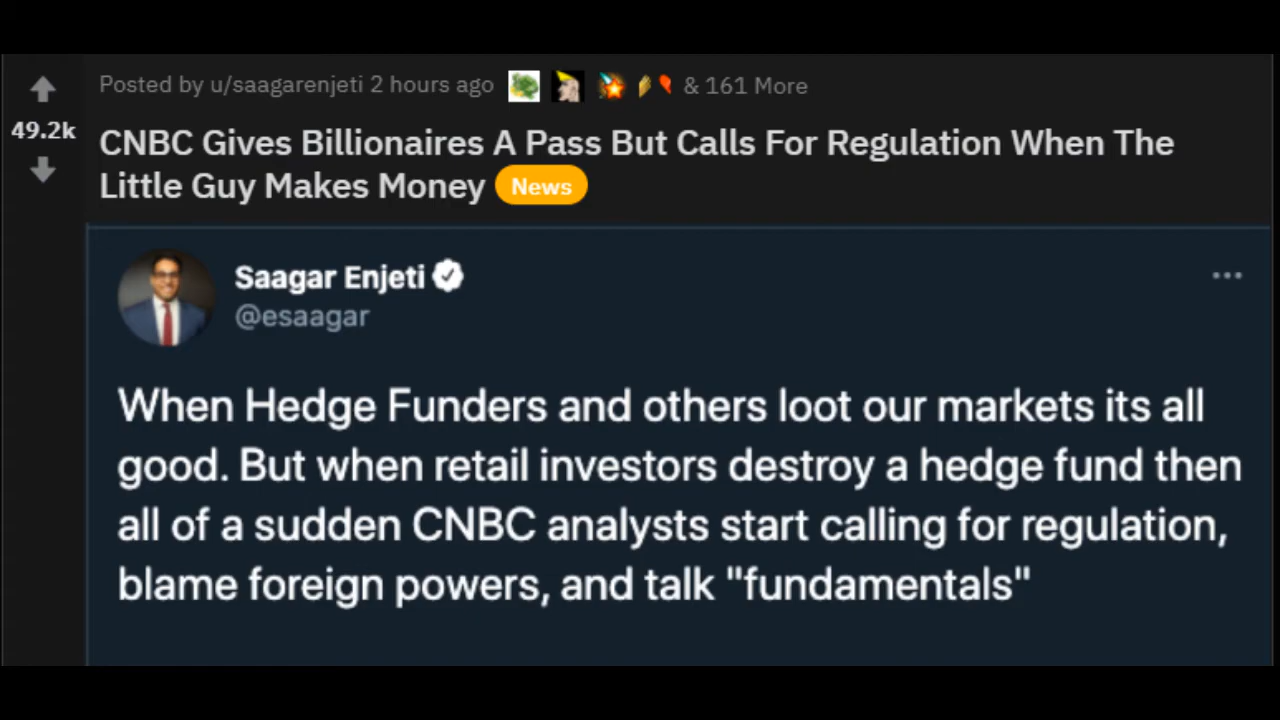 Posted by u/saagarenjeti 2 hours ago & 161 More
49.2k
CNBC Gives Billionaires A Pass But Calls For Regulation When The
Little Guy Makes Money News
Saagar Enjeti
@esaagar
When Hedge Funders and others loot our markets its all
good. But when retail investors destroy a hedge fund then
all of a sudden CNBC analysts start calling for regulation,
blame foreign powers, and talk "fundamentals"